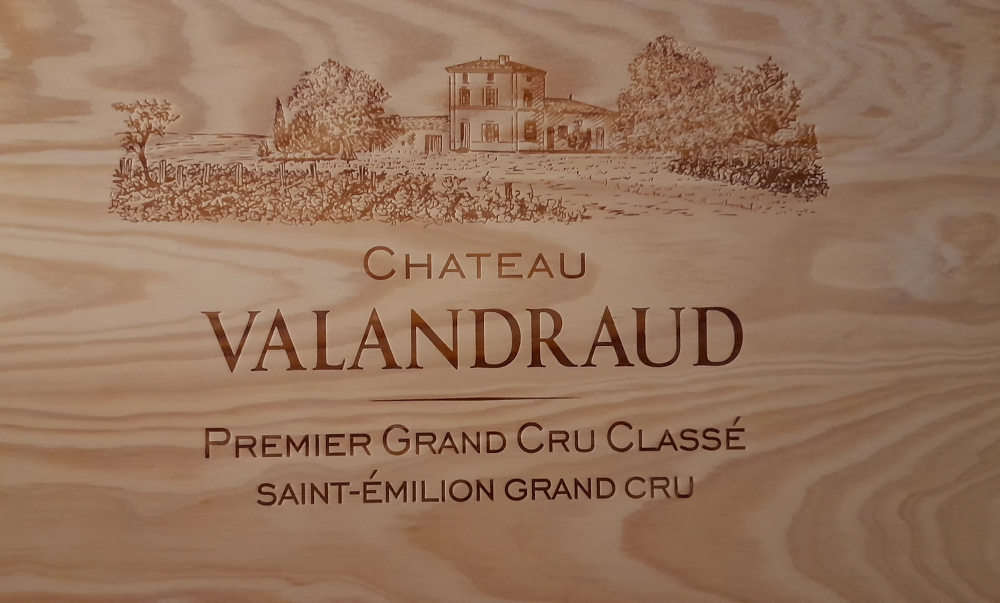 CHATEAU
VALANDRAUD
PREMIER GRAND CRU CLASSÉ
SAINT-ÉMILION GRAND CRU